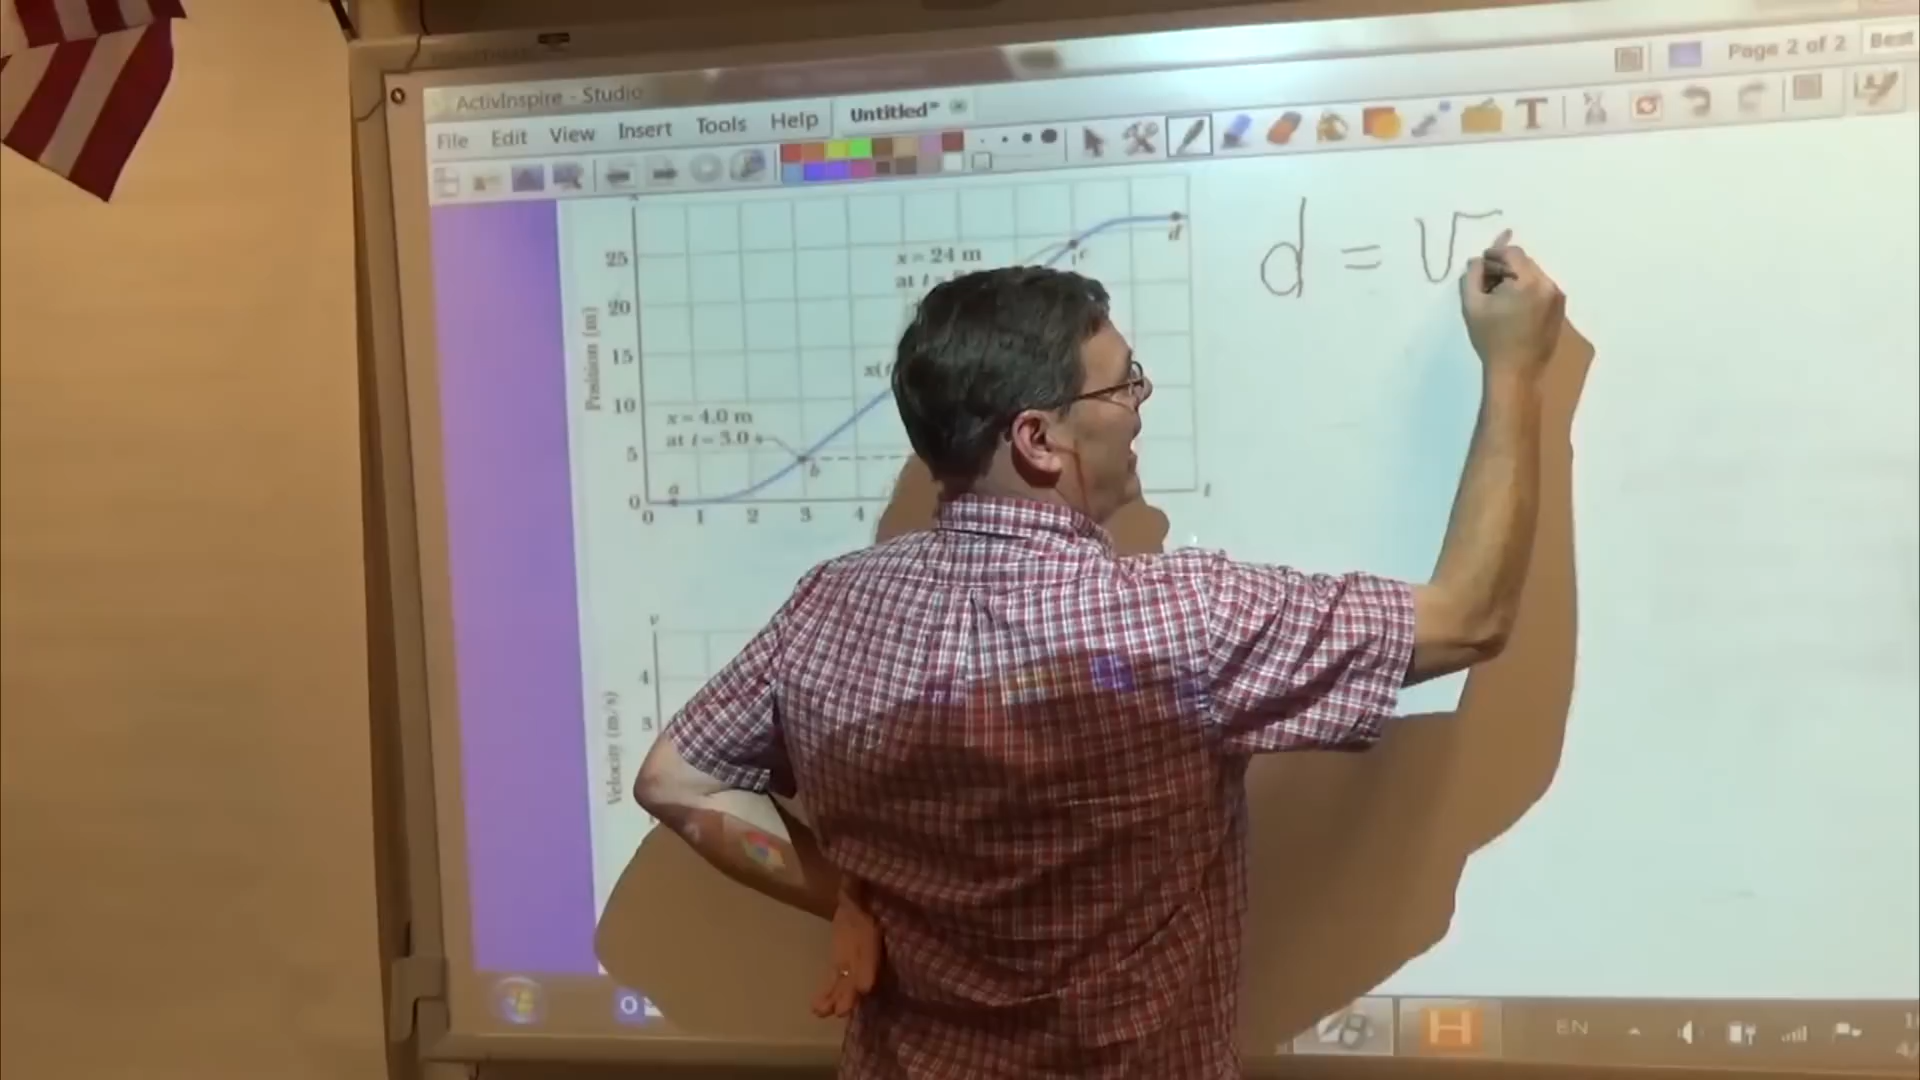 Page 2 of 2 Best
ActivInspire - Studio
File Edit View Insert Tools Help Untitled*
T
d = v
25
20
15
10
5
0
Position (m)
x = 24 m
at t =
x(t
x = 4.0 m
at t = 3.0 s
a
b
c
d
0 1 2 3 4
t
v
4
3
Velocity (m/s)
EN